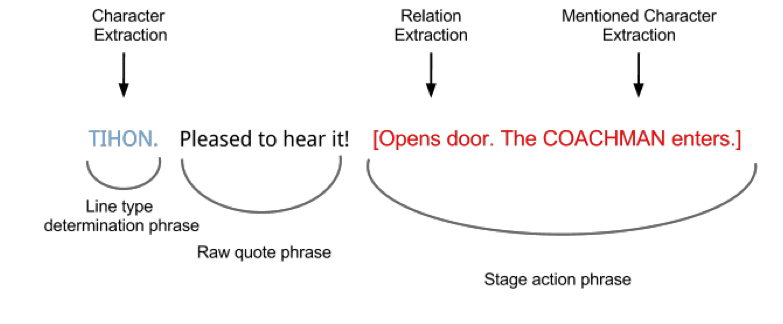 Character
Extraction
Relation
Extraction
Mentioned Character
Extraction
TIHON. Pleased to hear it! [Opens door. The COACHMAN enters.]
Line type
determination phrase
Raw quote phrase
Stage action phrase